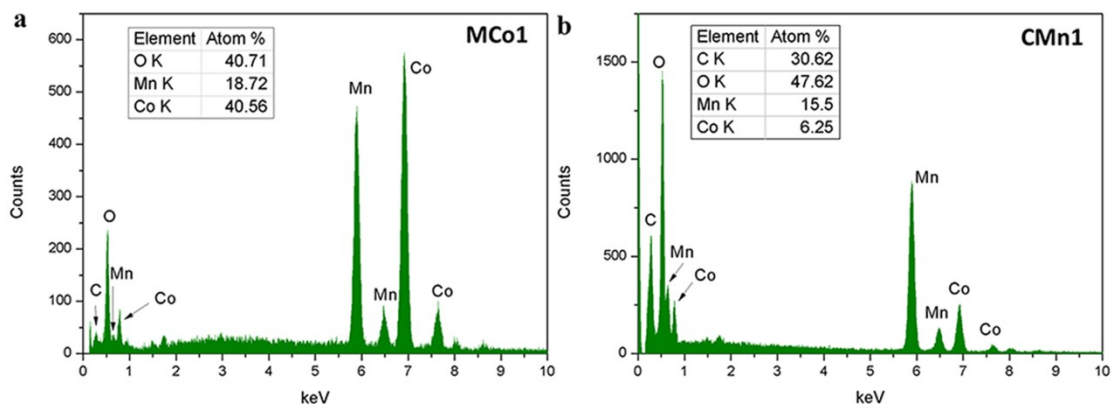 a
MCo1
Element Atom %
O K 40.71
Mn K 18.72
Co K 40.56
Counts
600
500
400
300
200
100
0
Mn
Co
O
Mn
C
Co
Mn
Co
0 1 2 3 4 5 6 7 8 9 10
keV
b
CMn1
Element Atom %
C K 30.62
O K 47.62
Mn K 15.5
Co K 6.25
Counts
1500
1000
500
0
O
C
Mn
Co
Mn
Mn
Co
Co
0 1 2 3 4 5 6 7 8 9 10
keV